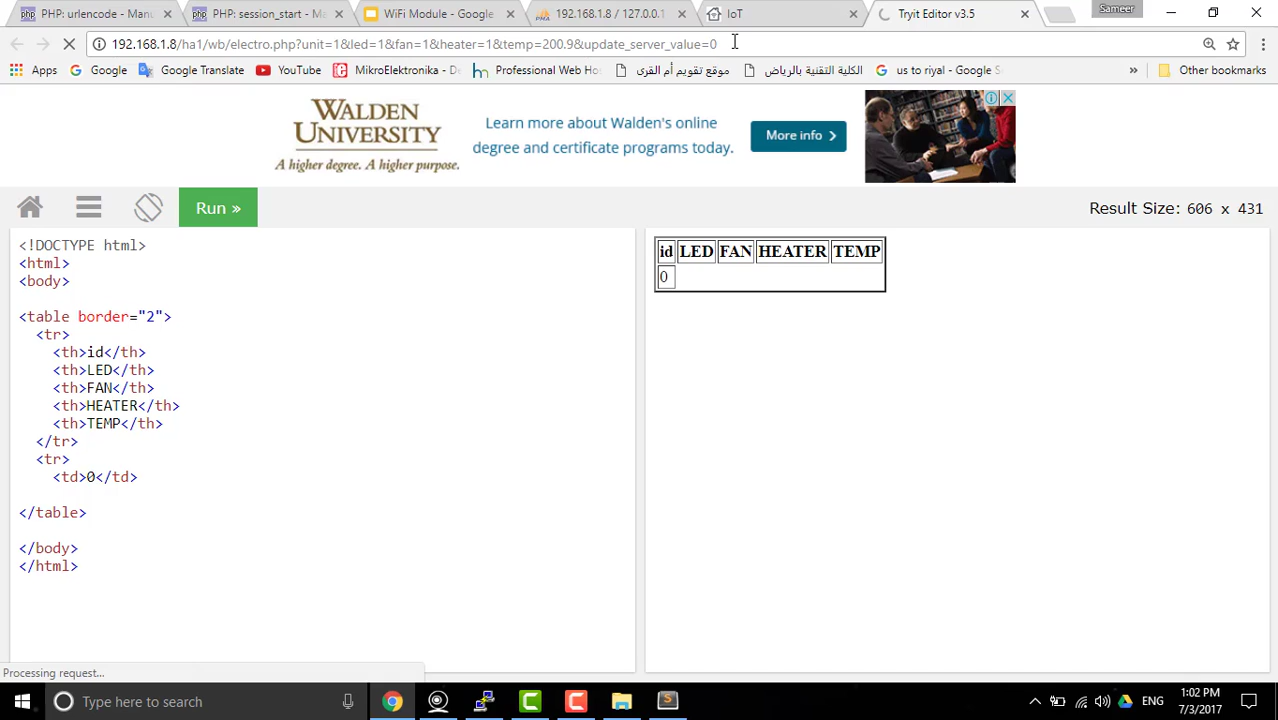 PHP: urlencode - Manu
PHP: session_start - Ma
WiFi Module - Google
192.168.1.8 / 127.0.0.1
IoT
Tryit Editor v3.5
Sameer
192.168.1.8/ha1/wb/electro.php?unit=1&led=1&fan=1&heater=1&temp=200.9&update_server_value=0
Apps
Google
Google Translate
YouTube
MikroElektronika - De
Professional Web Ho
موقع تقويم أم القرى
الكلية التقنية بالرياض
us to riyal - Google Se
»
Other bookmarks
WALDEN
UNIVERSITY
A higher degree. A higher purpose.
Learn more about Walden's online
degree and certificate programs today.
More info
Run »
Result Size: 606 x 431
<!DOCTYPE html>
<html>
<body>
<table border="2">
<tr>
<th>id</th>
<th>LED</th>
<th>FAN</th>
<th>HEATER</th>
<th>TEMP</th>
</tr>
<tr>
<td>0</td>
</table>
</body>
</html>
id LED FAN HEATER TEMP
0
Processing request...
Type here to search
ENG
1:02 PM
7/3/2017